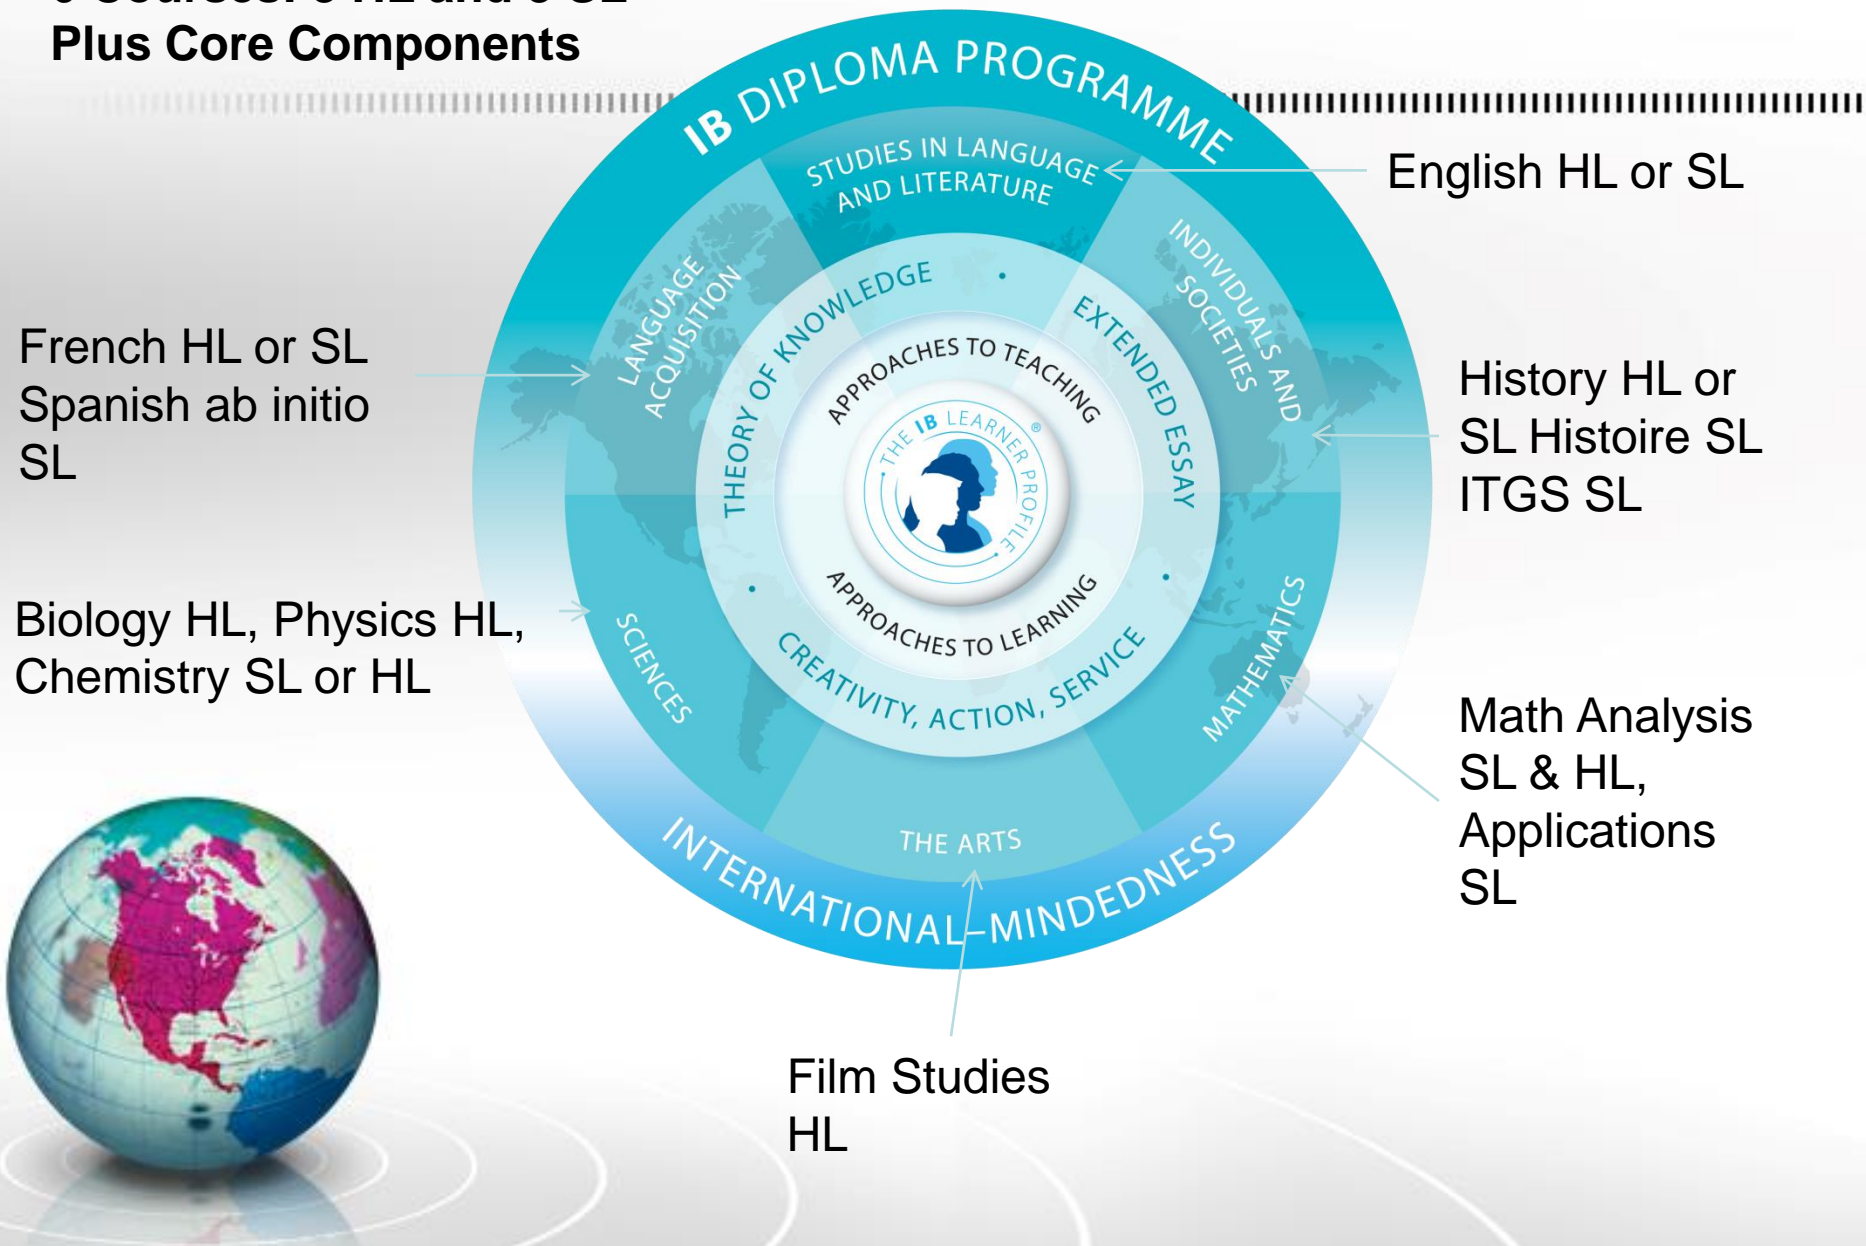 Plus Core Components
IB DIPLOMA PROGRAMME
STUDIES IN LANGUAGE
AND LITERATURE
English HL or SL
LANGUAGE
ACQUISITION
INDIVIDUALS AND
SOCIETIES
THEORY OF KNOWLEDGE
EXTENDED ESSAY
APPROACHES TO TEACHING
French HL or SL
Spanish ab initio
SL
History HL or
SL Histoire SL
ITGS SL
THE IB LEARNER PROFILE ®
Biology HL, Physics HL,
Chemistry SL or HL
APPROACHES TO LEARNING
CREATIVITY, ACTION, SERVICE
SCIENCES
MATHEMATICS
Math Analysis
SL & HL,
Applications
SL
THE ARTS
INTERNATIONAL-MINDEDNESS
Film Studies
HL